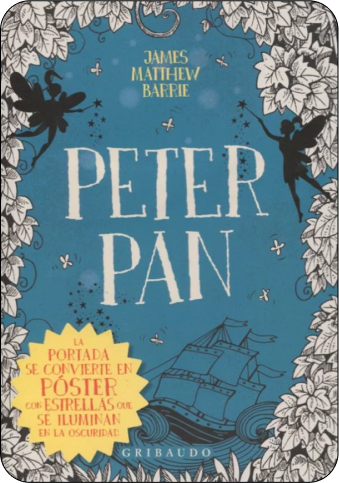 JAMES
MATTHEW
BARRIE
PETER
PAN
LA
PORTADA
SE CONVIERTE EN
PÓSTER
CON ESTRELLAS QUE
SE ILUMINAN
EN LA OSCURIDAD
GRIBAUDO